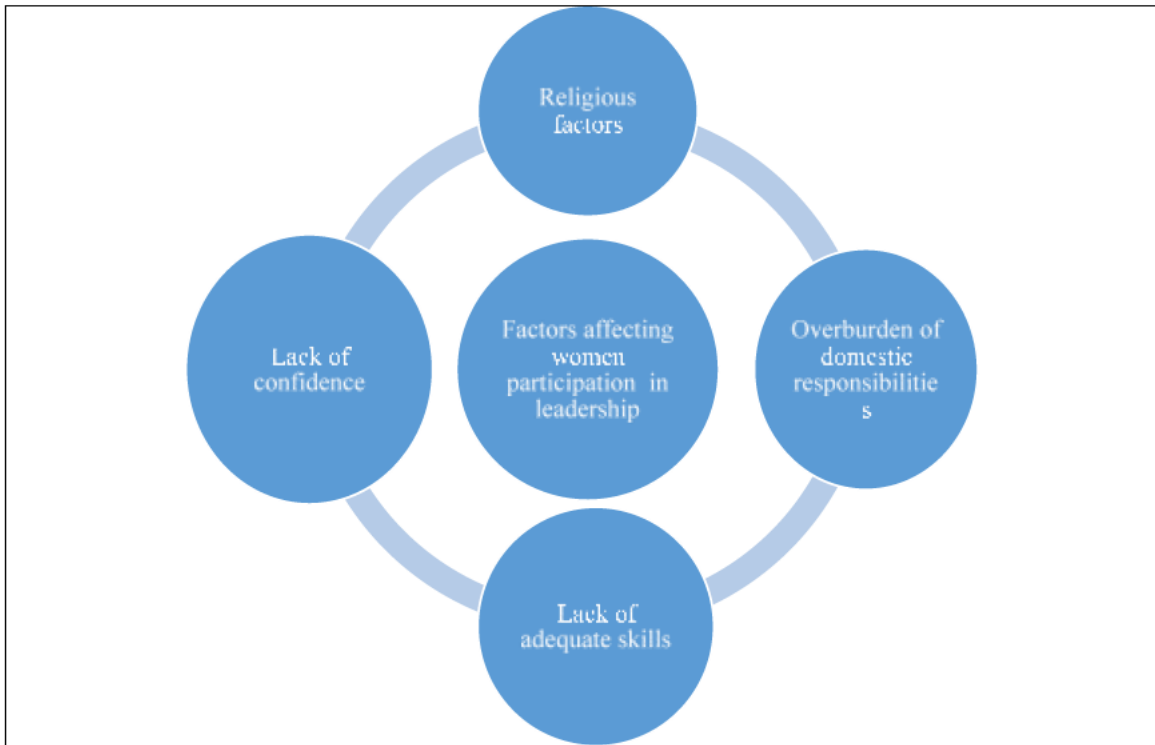 Religious
factors
Lack of
confidence
Factors affecting
women
participation in
leadership
Overburden of
domestic
responsibilitie
s
Lack of
adequate skills